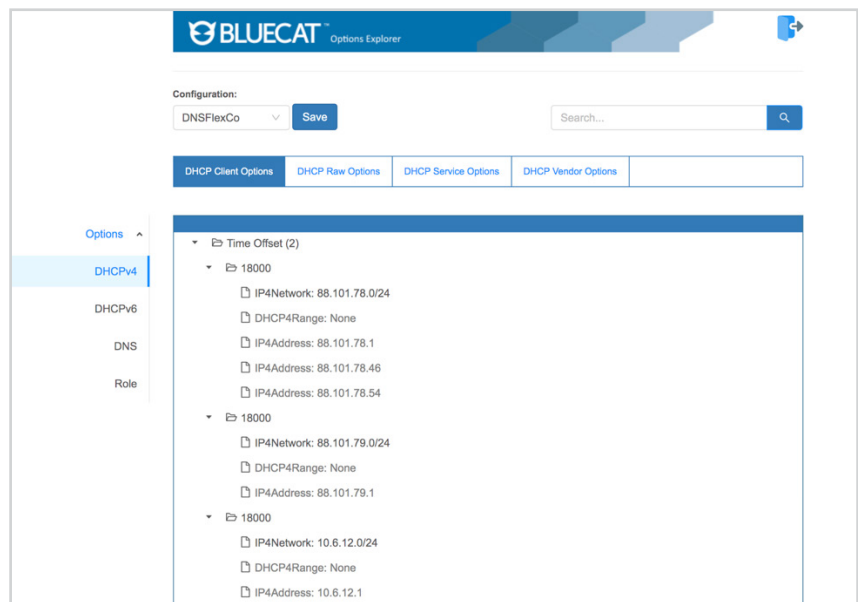 BLUECAT™ Options Explorer
Configuration:
DNSFlexCo Save Search...
DHCP Client Options DHCP Raw Options DHCP Service Options DHCP Vendor Options
Options
DHCPv4
DHCPv6
DNS
Role
Time Offset (2)
18000
IP4Network: 88.101.78.0/24
DHCP4Range: None
IP4Address: 88.101.78.1
IP4Address: 88.101.78.46
IP4Address: 88.101.78.54
18000
IP4Network: 88.101.79.0/24
DHCP4Range: None
IP4Address: 88.101.79.1
18000
IP4Network: 10.6.12.0/24
DHCP4Range: None
IP4Address: 10.6.12.1